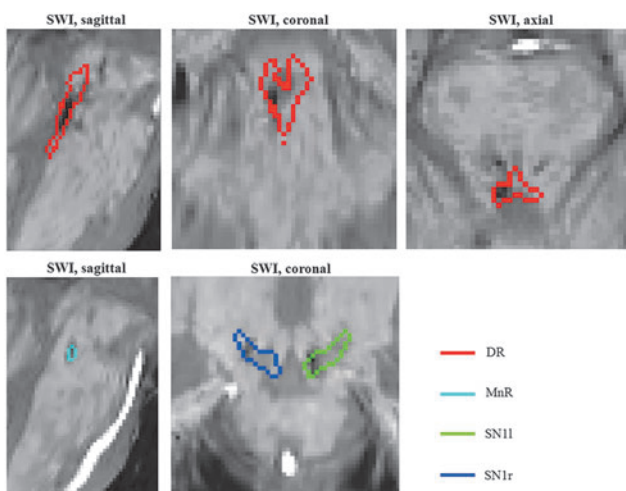 SWI, sagittal
SWI, coronal
SWI, axial
SWI, sagittal
SWI, coronal
DR
MnR
SN1l
SN1r